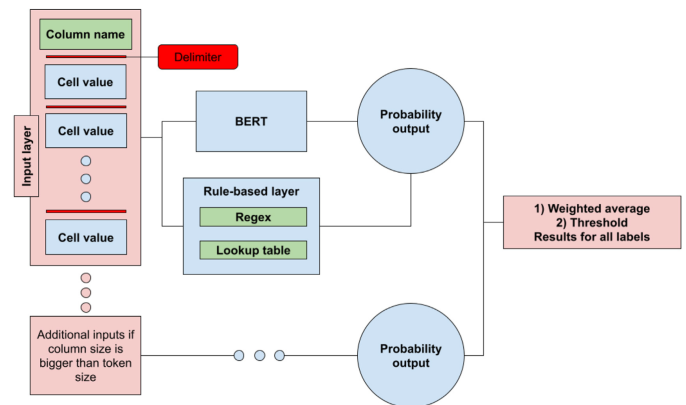 Column name
Delimiter
Cell value
Cell value
Input layer
Cell value
BERT
Probability
output
Rule-based layer
Regex
Lookup table
1) Weighted average
2) Threshold
Results for all labels
Additional inputs if
column size is
bigger than token
size
Probability
output